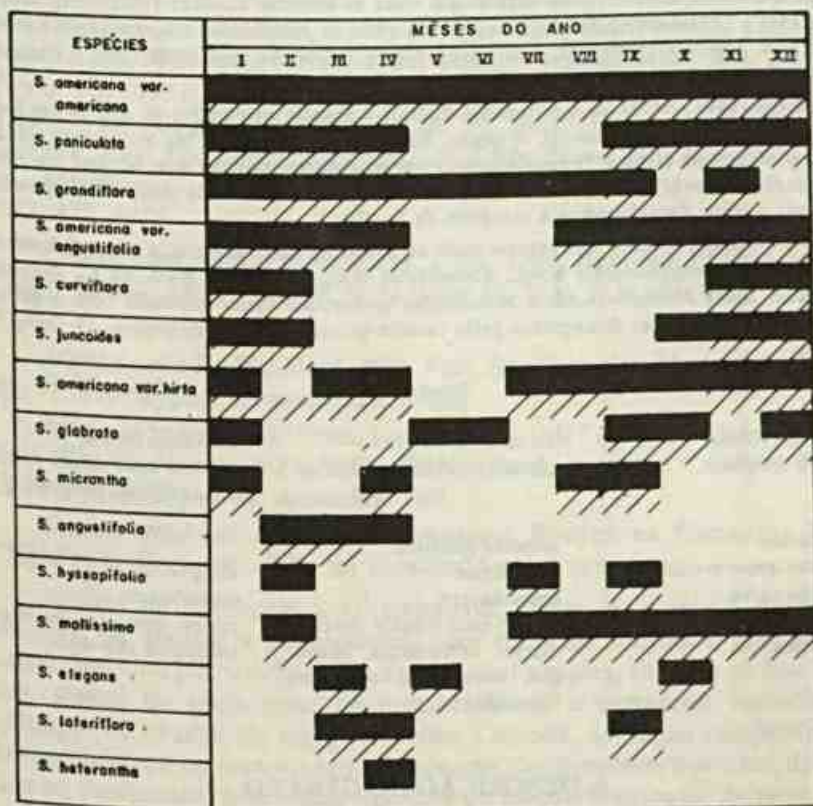 ESPÉCIES
MÊSES DO ANO
I II III IV V VI VII VIII IX X XI XII
S. americana var.
americana
S. paniculata
S. grandiflora
S. americana var.
angustifolia
S. curviflora
S. juncoides
S. americana var. hirta
S. glabrata
S. micrantha
S. angustifolia
S. hyssopifolia
S. mollissima
S. elegans
S. lateriflora
S. heterantha